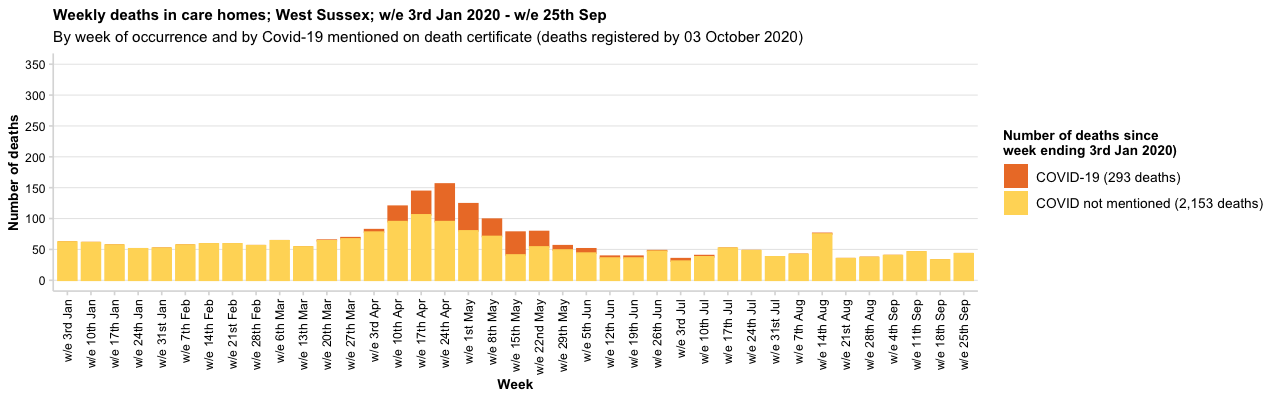 Weekly deaths in care homes; West Sussex; w/e 3rd Jan 2020 - w/e 25th Sep
By week of occurrence and by Covid-19 mentioned on death certificate (deaths registered by 03 October 2020)
Number of deaths
350
300
250
200
150
100
50
0
w/e 3rd Jan
w/e 10th Jan
w/e 17th Jan
w/e 24th Jan
w/e 31st Jan
w/e 7th Feb
w/e 14th Feb
w/e 21st Feb
w/e 28th Feb
w/e 6th Mar
w/e 13th Mar
w/e 20th Mar
w/e 27th Mar
w/e 3rd Apr
w/e 10th Apr
w/e 17th Apr
w/e 24th Apr
w/e 1st May
w/e 8th May
w/e 15th May
w/e 22nd May
w/e 29th May
w/e 5th Jun
w/e 12th Jun
w/e 19th Jun
w/e 26th Jun
w/e 3rd Jul
w/e 10th Jul
w/e 17th Jul
w/e 24th Jul
w/e 31st Jul
w/e 7th Aug
w/e 14th Aug
w/e 21st Aug
w/e 28th Aug
w/e 4th Sep
w/e 11th Sep
w/e 18th Sep
w/e 25th Sep
Week
Number of deaths since
week ending 3rd Jan 2020)
COVID-19 (293 deaths)
COVID not mentioned (2,153 deaths)